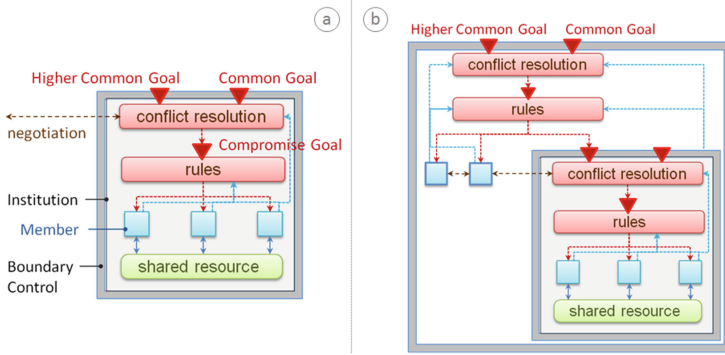 a
Higher Common Goal
Common Goal
conflict resolution
negotiation
Compromise Goal
rules
Institution
Member
Boundary
Control
shared resource
b
Higher Common Goal
Common Goal
conflict resolution
rules
conflict resolution
rules
shared resource